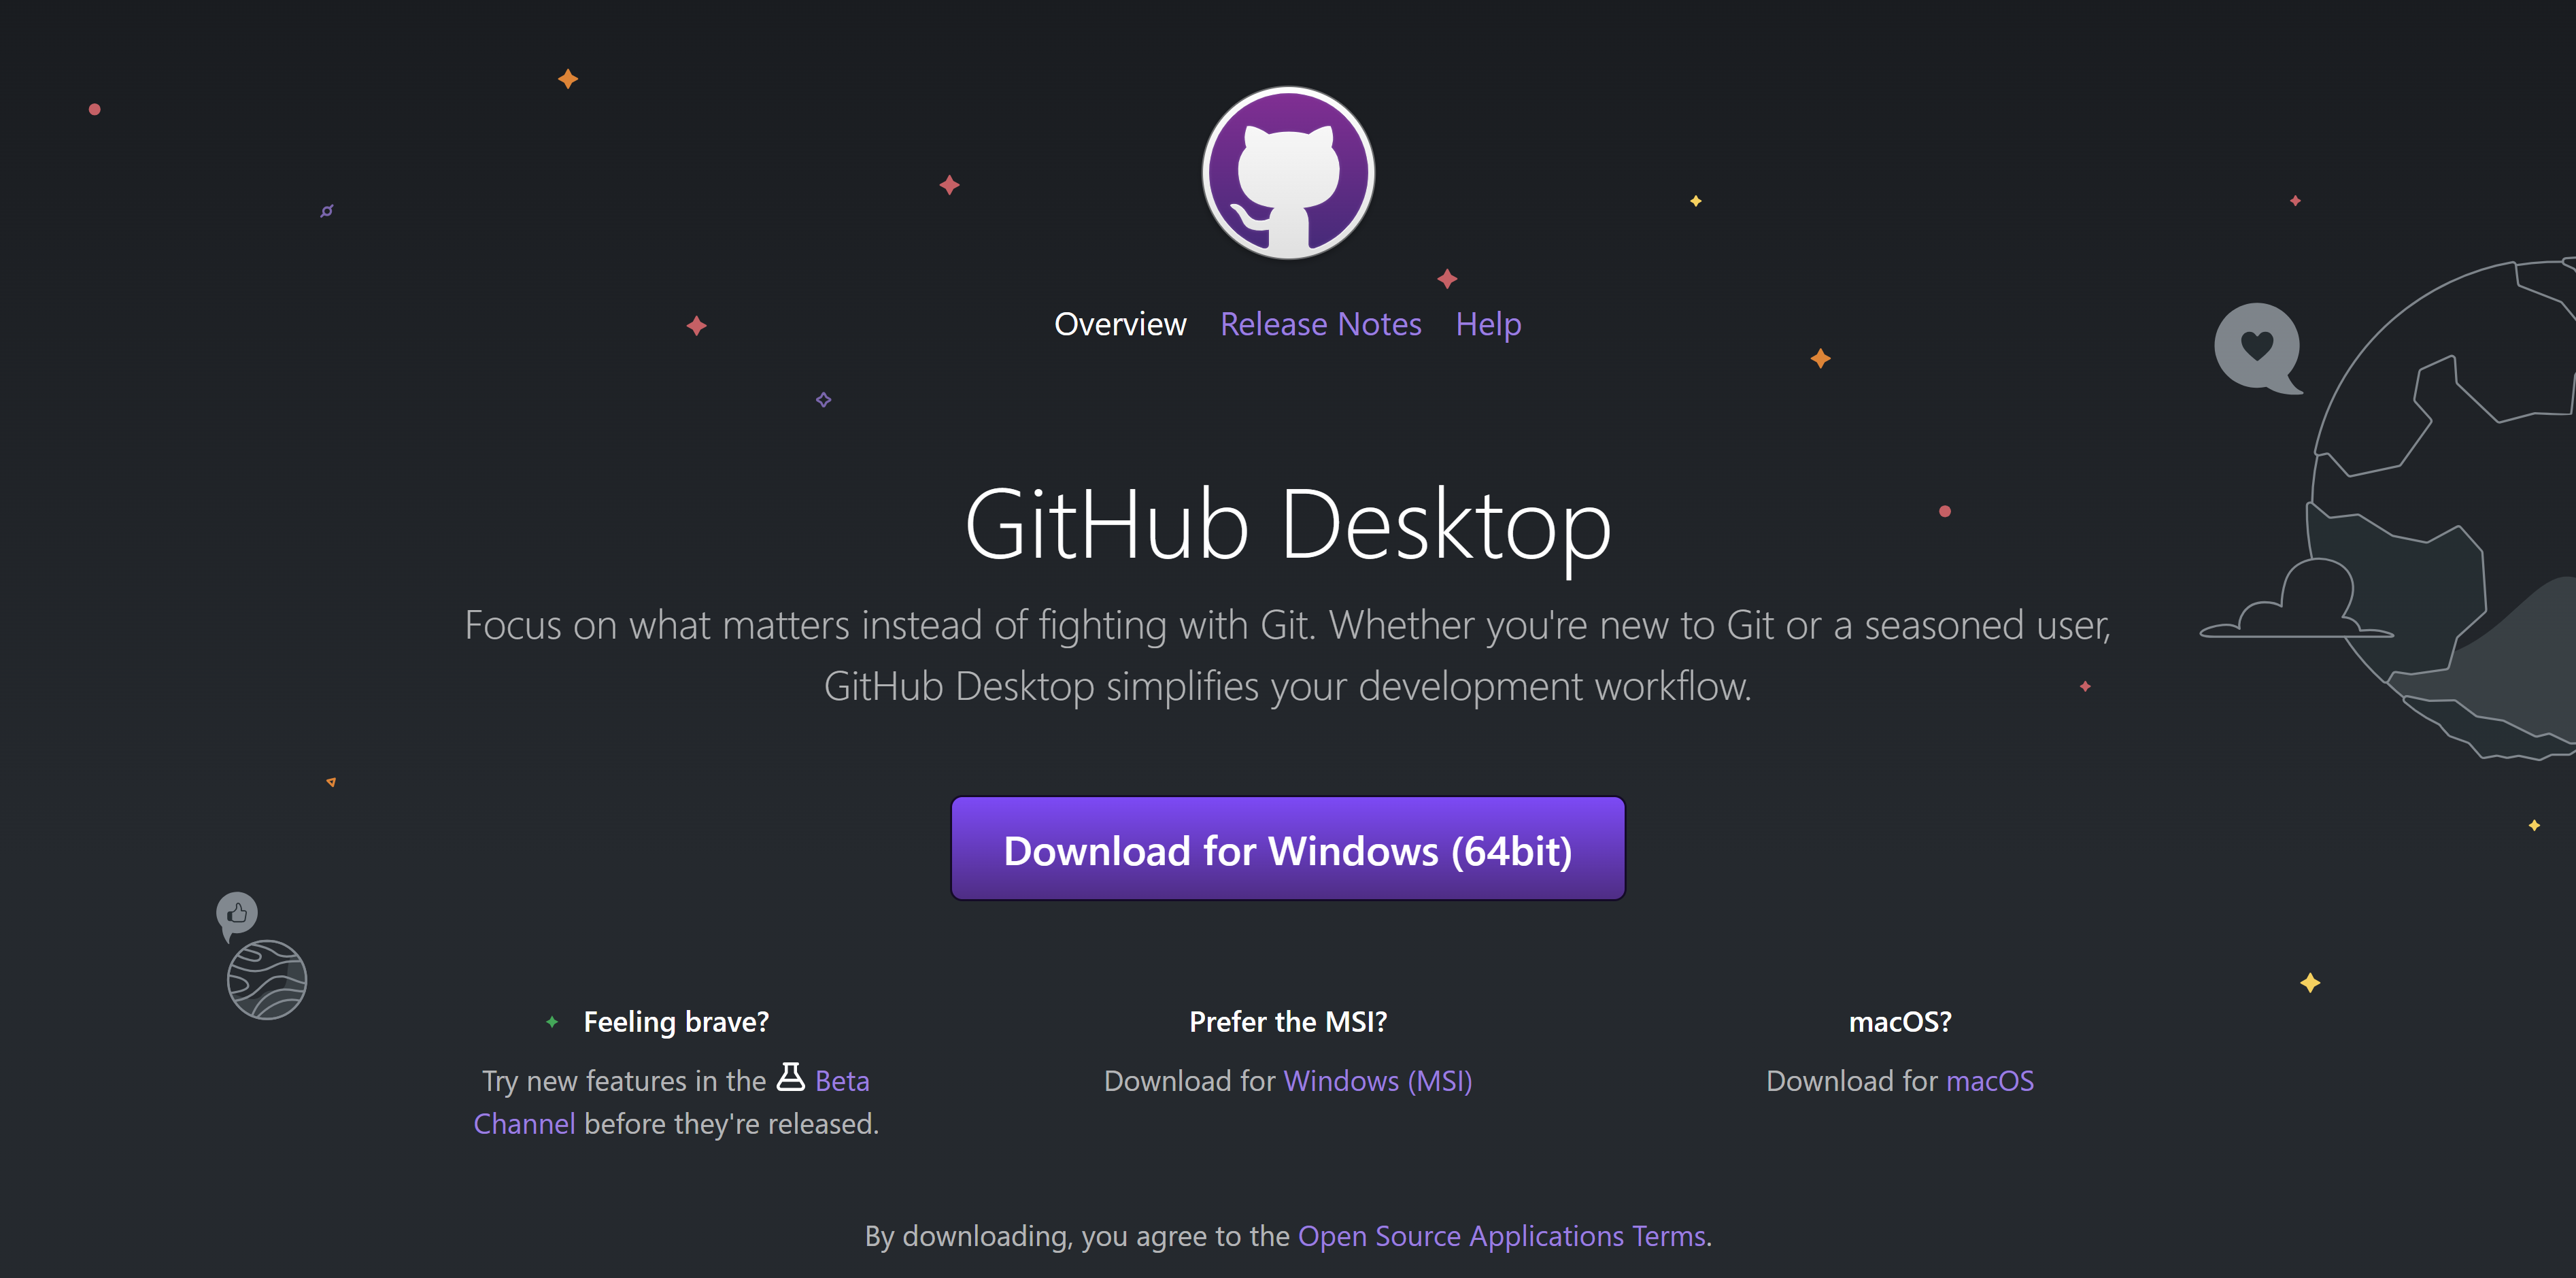 Overview Release Notes Help
GitHub Desktop
Focus on what matters instead of fighting with Git. Whether you're new to Git or a seasoned user,
GitHub Desktop simplifies your development workflow.
Download for Windows (64bit)
Feeling brave?
Try new features in the Beta
Channel before they're released.
Prefer the MSI?
Download for Windows (MSI)
macOS?
Download for macOS
By downloading, you agree to the Open Source Applications Terms.